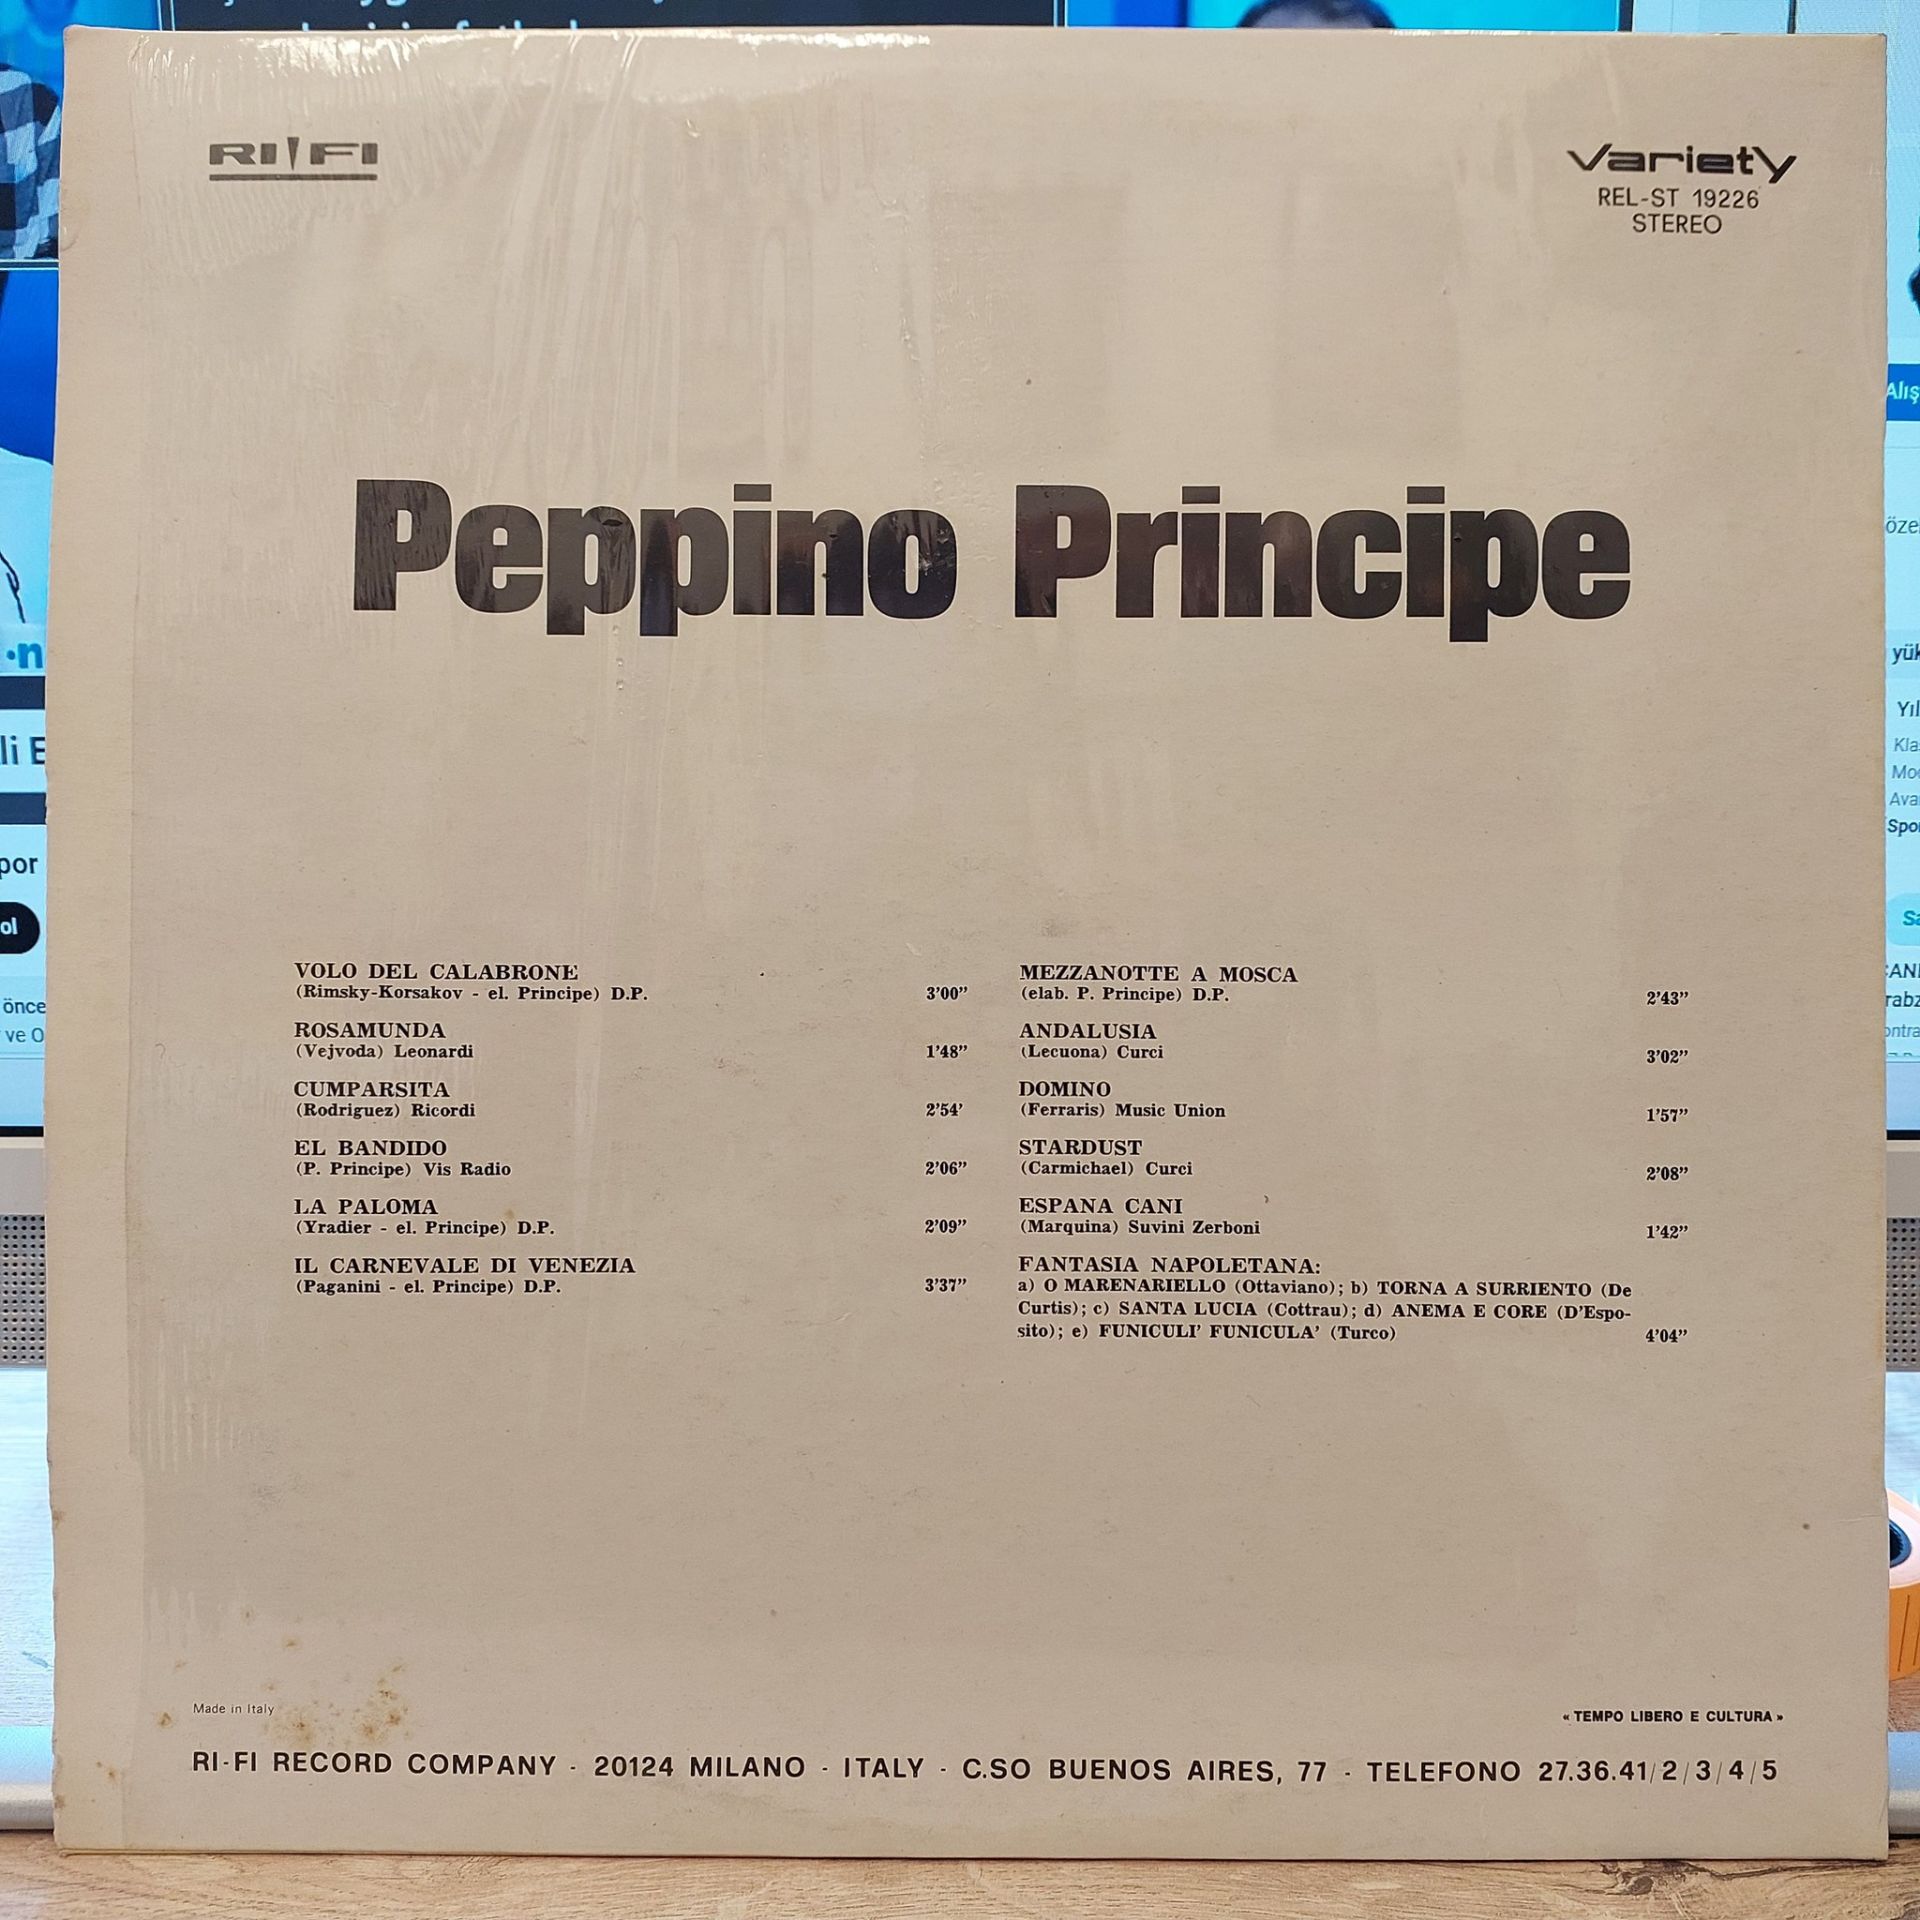 RI-FI
Variety
REL-ST 19226
STEREO
Peppino Principe
VOLO DEL CALABRONE
(Rimsky-Korsakov - el. Principe) D.P. 3'00"
ROSAMUNDA
(Vejvoda) Leonardi 1'48"
CUMPARSITA
(Rodriguez) Ricordi 2'54'
EL BANDIDO
(P. Principe) Vis Radio 2'06"
LA PALOMA
(Yradier - el. Principe) D.P. 2'09"
IL CARNEVALE DI VENEZIA
(Paganini - el. Principe) D.P. 3'37"
MEZZANOTTE A MOSCA
(elab. P. Principe) D.P. 2'43"
ANDALUSIA
(Lecuona) Curci 3'02"
DOMINO
(Ferraris) Music Union 1'57"
STARDUST
(Carmichael) Curci 2'08"
ESPANA CANI
(Marquina) Suvini Zerboni 1'42"
FANTASIA NAPOLETANA:
a) O MARENARIELLO (Ottaviano); b) TORNA A SURRIENTO (De
Curtis); c) SANTA LUCIA (Cottrau); d) ANEMA E CORE (D'Espo-
sito); e) FUNICULI' FUNICULA' (Turco) 4'04"
Made in Italy
« TEMPO LIBERO E CULTURA »
RI-FI RECORD COMPANY - 20124 MILANO - ITALY - C.SO BUENOS AIRES, 77 - TELEFONO 27.36.41/2/3/4/5
önce
ve O